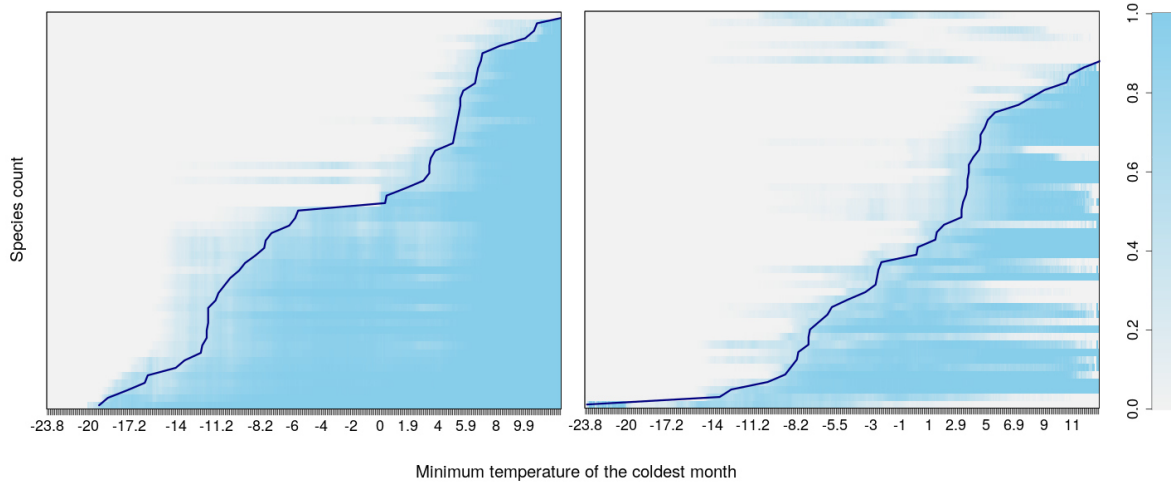 Species count
-23.8 -20 -17.2 -14 -11.2 -8.2 -6 -4 -2 0 1.9 4 5.9 8 9.9
-23.8 -20 -17.2 -14 -11 -8.2 -5.5 -3 -1 1 2.9 5 6.9 9 11
0.0 0.2 0.4 0.6 0.8 1.0
Minimum temperature of the coldest month